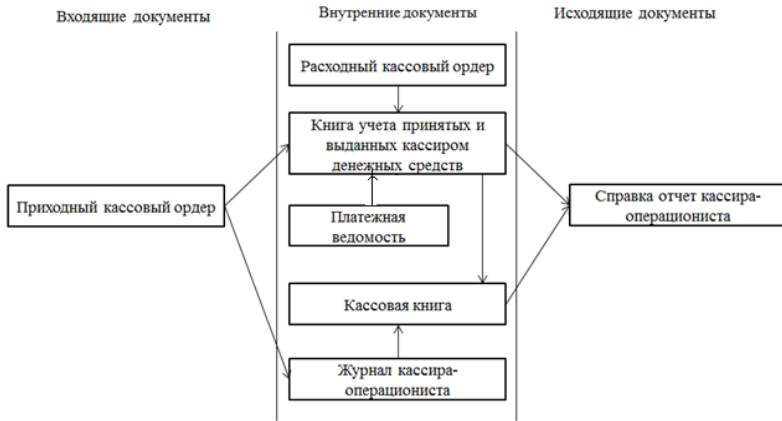 Входящие документы
Внутренние документы
Исходящие документы
Расходный кассовый ордер
Книга учета принятых и
выданных кассиром
денежных средств
Приходный кассовый ордер
Справка отчет кассира-
операциониста
Платежная
ведомость
Кассовая книга
Журнал кассира-
операциониста